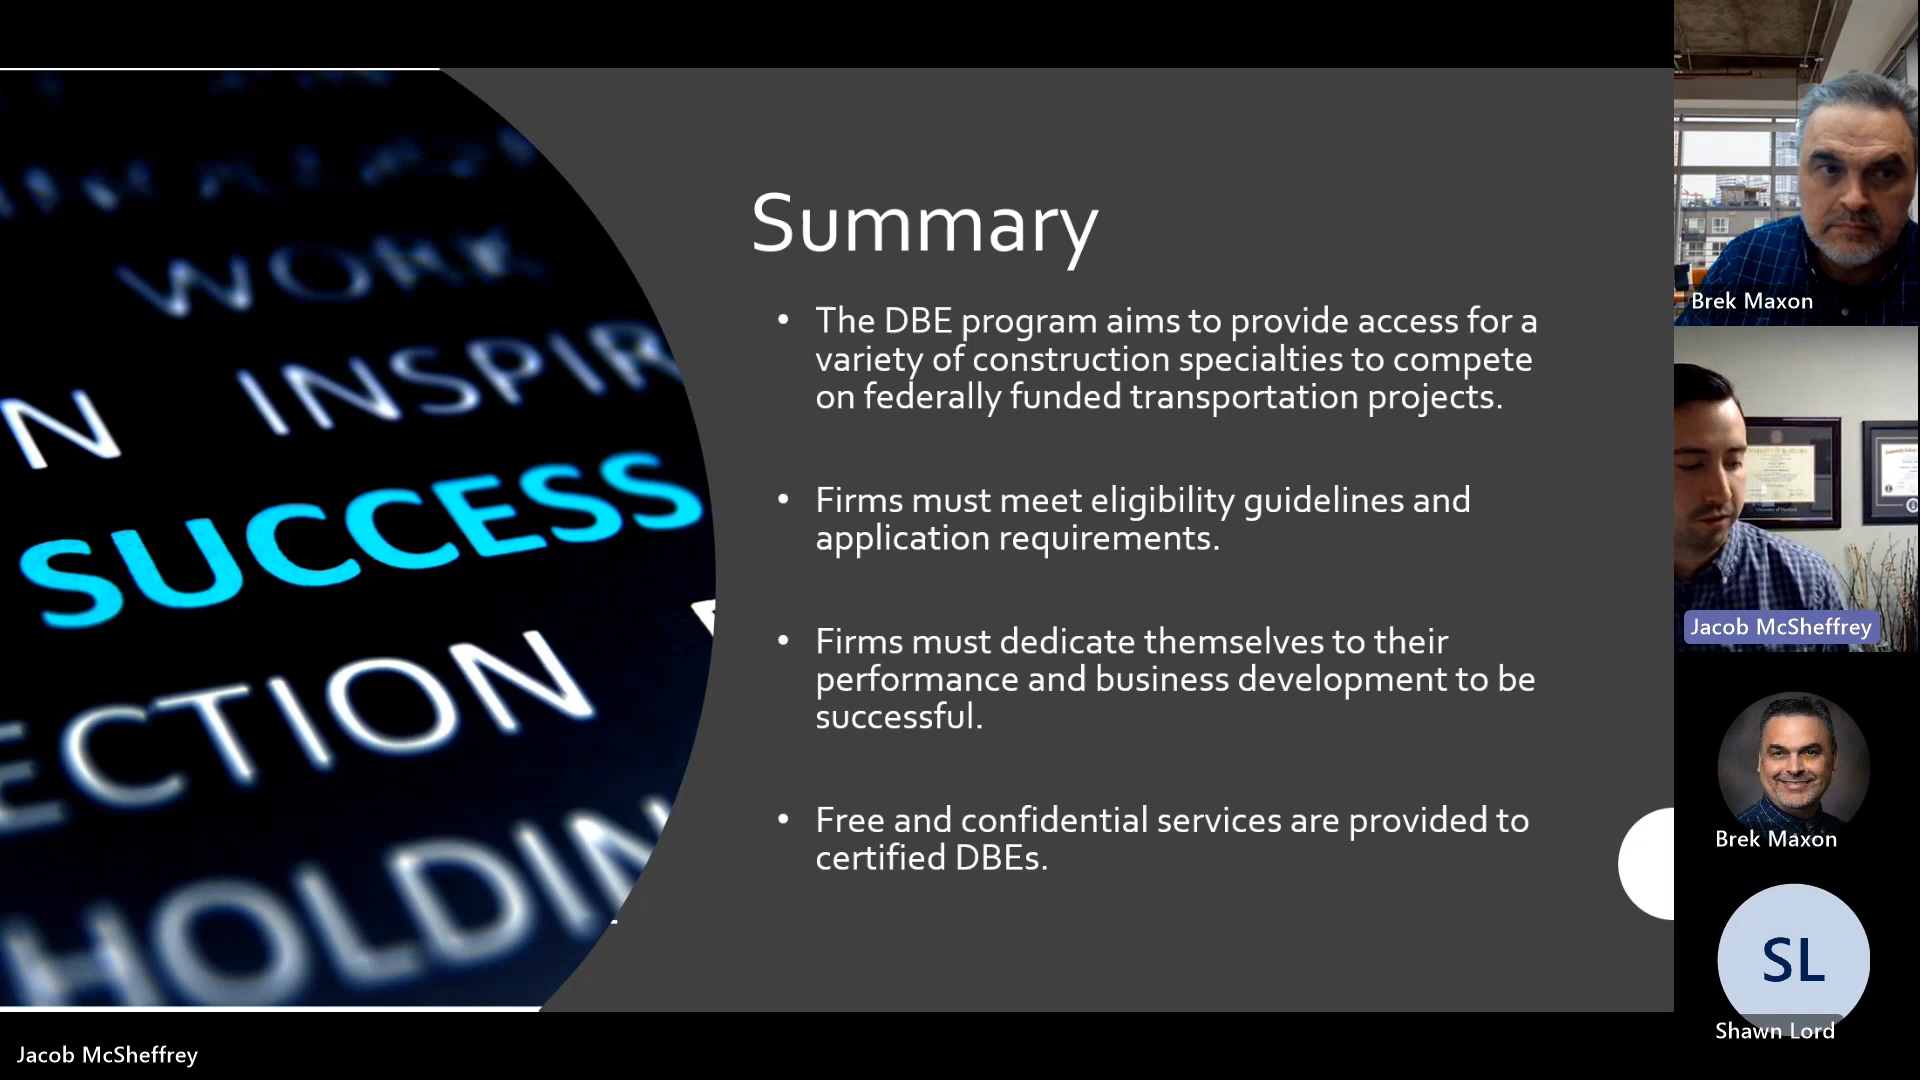 WORK
INSPIR
N
SUCCESS
ECTION
HOLDIN
Summary
• The DBE program aims to provide access for a
variety of construction specialties to compete
on federally funded transportation projects.
• Firms must meet eligibility guidelines and
application requirements.
• Firms must dedicate themselves to their
performance and business development to be
successful.
• Free and confidential services are provided to
certified DBEs.
Brek Maxon
Jacob McSheffrey
Brek Maxon
SL
Shawn Lord
Jacob McSheffrey